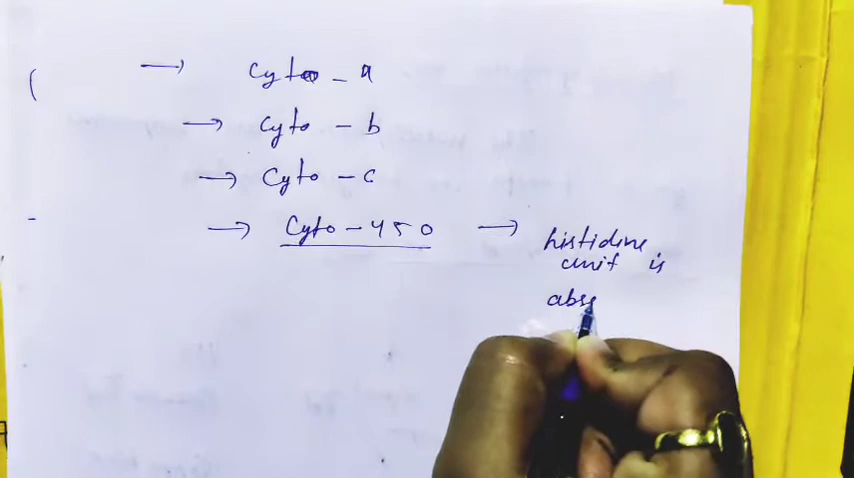 → Cyto - a
→ Cyto - b
→ Cyto - c
→ Cyto - 450 → histidine
unit is
abs